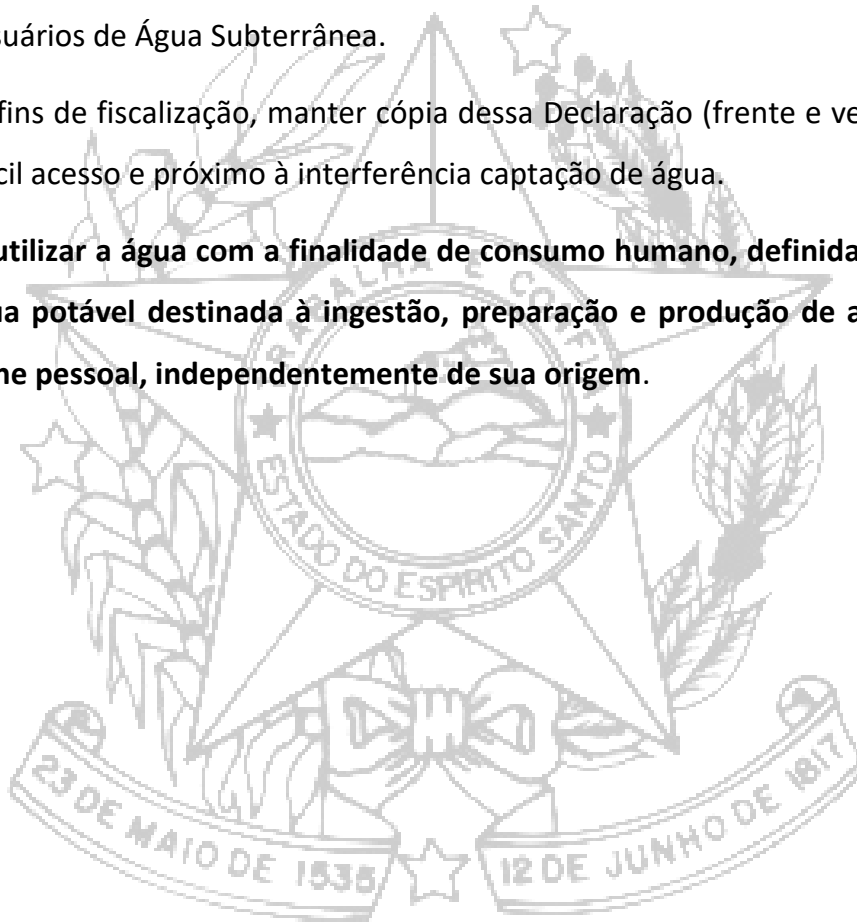 suários de Água Subterrânea.
fins de fiscalização, manter cópia dessa Declaração (frente e ve
cil acesso e próximo à interferência captação de água.
utilizar a água com a finalidade de consumo humano, definida
ua potável destinada à ingestão, preparação e produção de a
ne pessoal, independentemente de sua origem.
TRABALHA E CONFIA
ESTADO DO ESPIRITO SANTO
23 DE MAIO DE 1535
12 DE JUNHO DE 1817